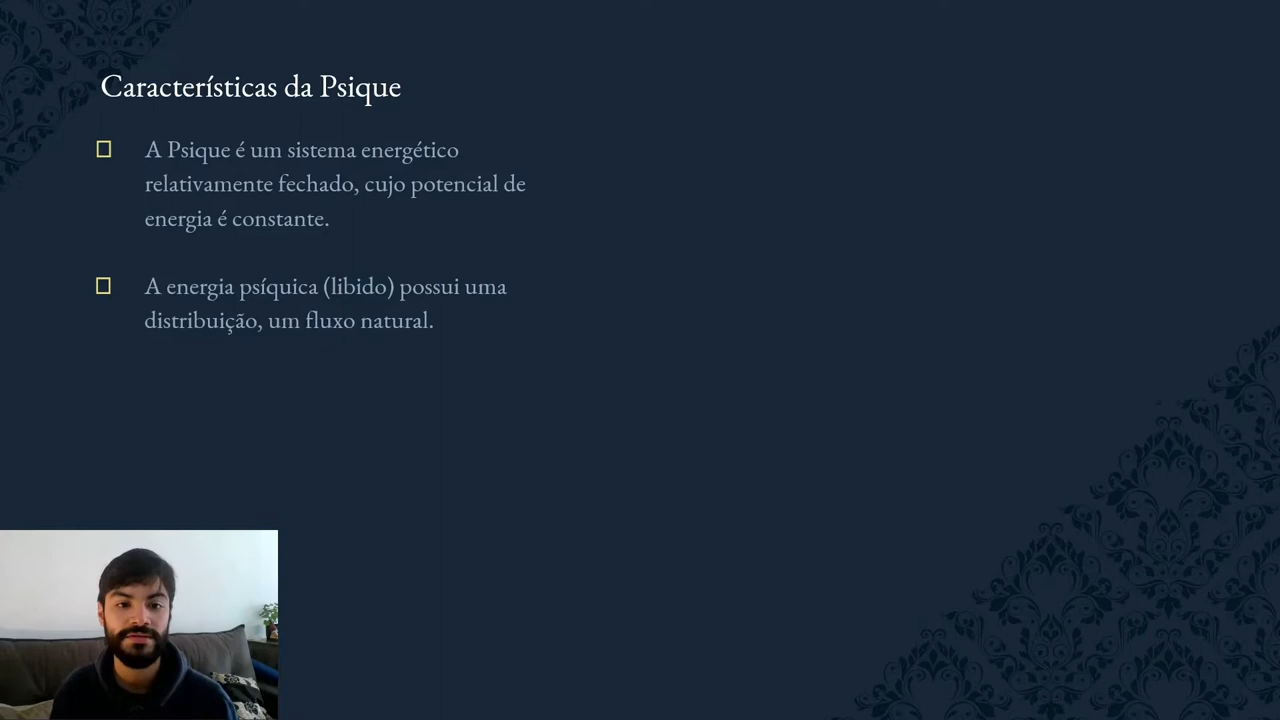 Características da Psique
A Psique é um sistema energético
relativamente fechado, cujo potencial de
energia é constante.
A energia psíquica (libido) possui uma
distribuição, um fluxo natural.